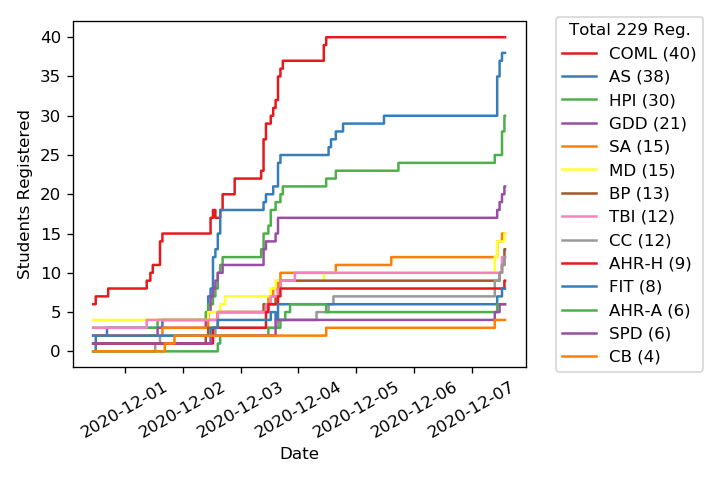 40
35
30
25
20
15
10
5
0
Students Registered
2020-12-01
2020-12-02
2020-12-03
2020-12-04
2020-12-05
2020-12-06
2020-12-07
Date
Total 229 Reg.
COML (40)
AS (38)
HPI (30)
GDD (21)
SA (15)
MD (15)
BP (13)
TBI (12)
CC (12)
AHR-H (9)
FIT (8)
AHR-A (6)
SPD (6)
CB (4)